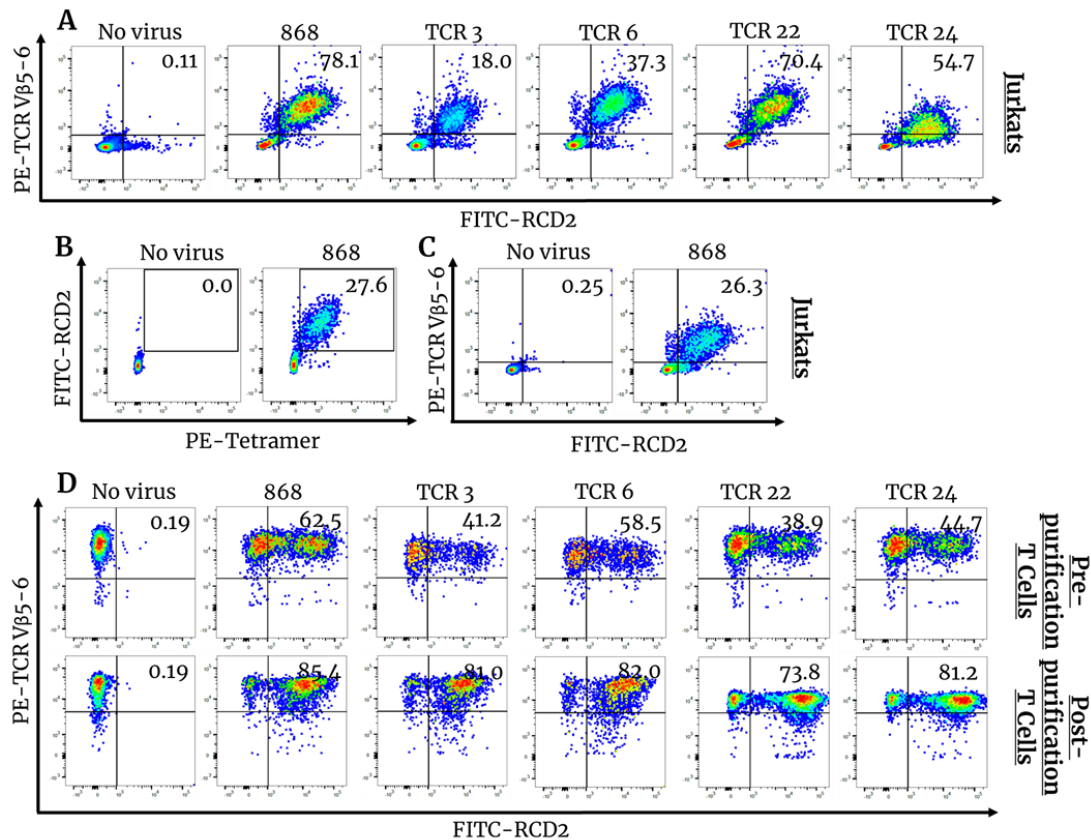 A
No virus 868 TCR 3 TCR 6 TCR 22 TCR 24
0.11 78.1 18.0 37.3 70.4 54.7
PE-TCR Vβ5-6
Jurkats
FITC-RCD2
B
No virus 868
0.0 27.6
FITC-RCD2
PE-Tetramer
C
No virus 868
0.25 26.3
PE-TCR Vβ5-6
Jurkats
FITC-RCD2
D
No virus 868 TCR 3 TCR 6 TCR 22 TCR 24
0.19 62.5 41.2 58.5 38.9 44.7
Pre-
purification
T Cells
PE-TCR Vβ5-6
0.19 85.4 81.0 82.0 73.8 81.2
Post-
purification
T Cells
FITC-RCD2